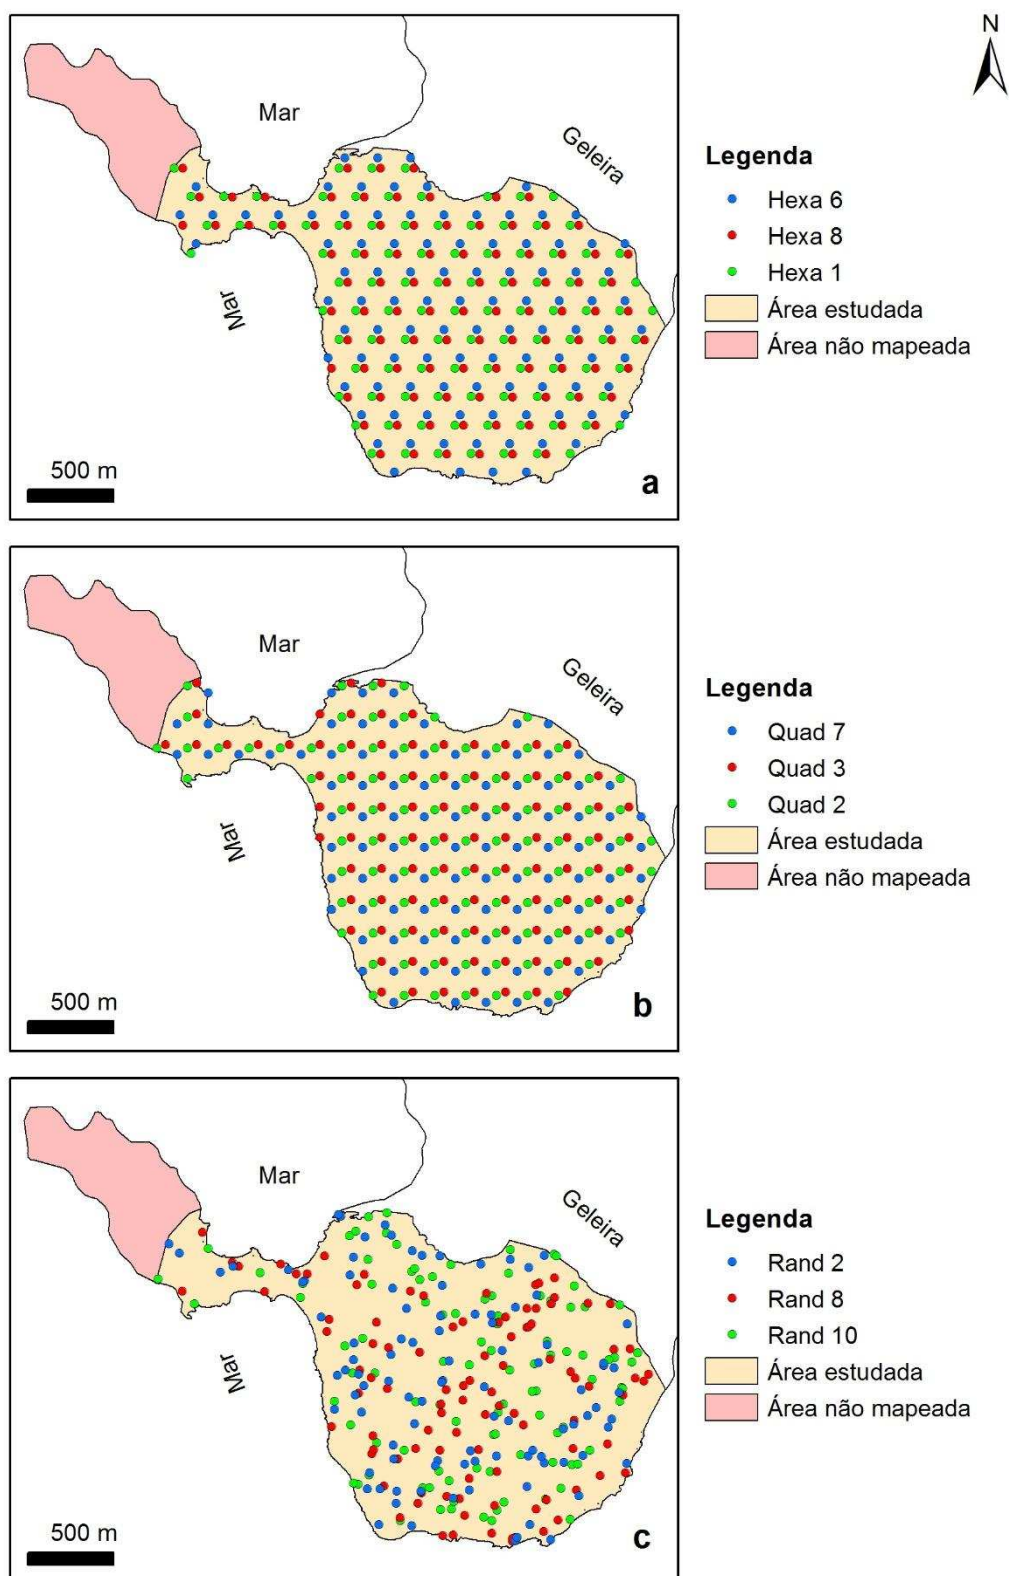 N
Mar
Geleira
Mar
500 m
a
Legenda
Hexa 6
Hexa 8
Hexa 1
Área estudada
Área não mapeada
Mar
Geleira
Mar
500 m
b
Legenda
Quad 7
Quad 3
Quad 2
Área estudada
Área não mapeada
Mar
Geleira
Mar
500 m
c
Legenda
Rand 2
Rand 8
Rand 10
Área estudada
Área não mapeada